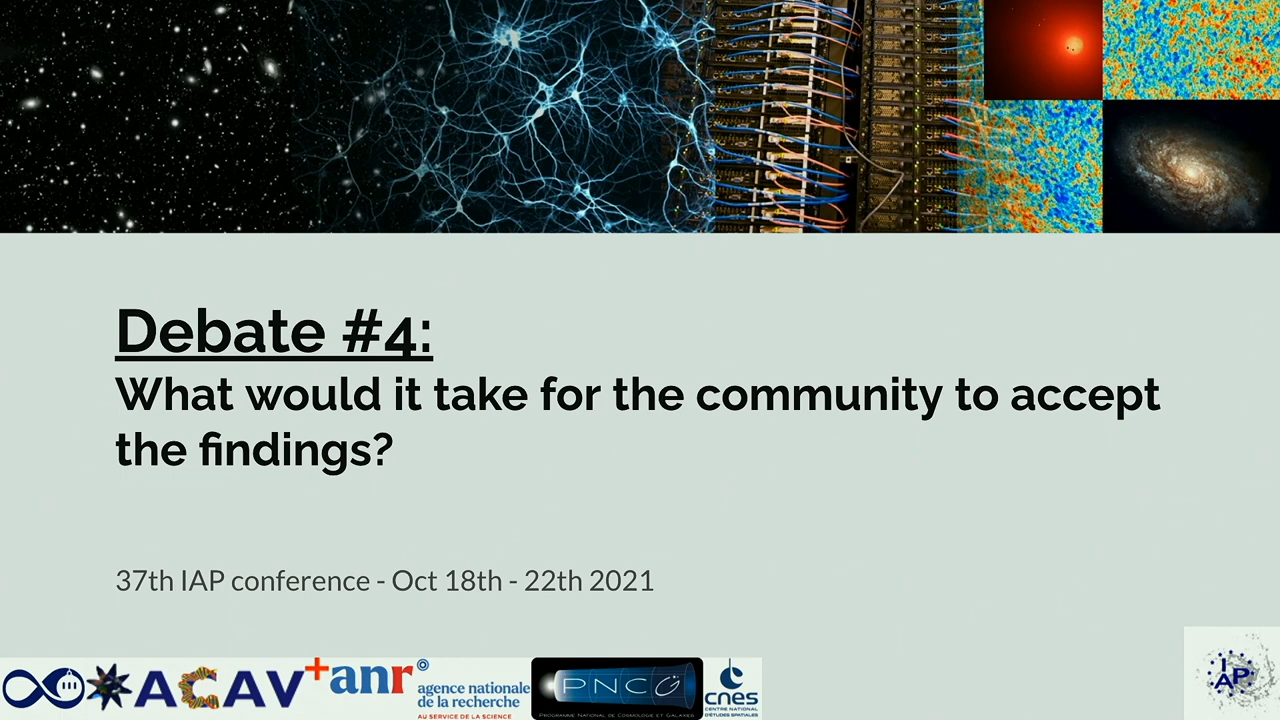 Debate #4:
What would it take for the community to accept
the findings?
37th IAP conference - Oct 18th - 22th 2021
ACAV+
anr
agence nationale
de la recherche
AU SERVICE DE LA SCIENCE
PNCG
PROGRAMME NATIONAL DE COSMOLOGIE ET GALAXIES
cnes
CENTRE NATIONAL
D'ÉTUDES SPATIALES
IAP